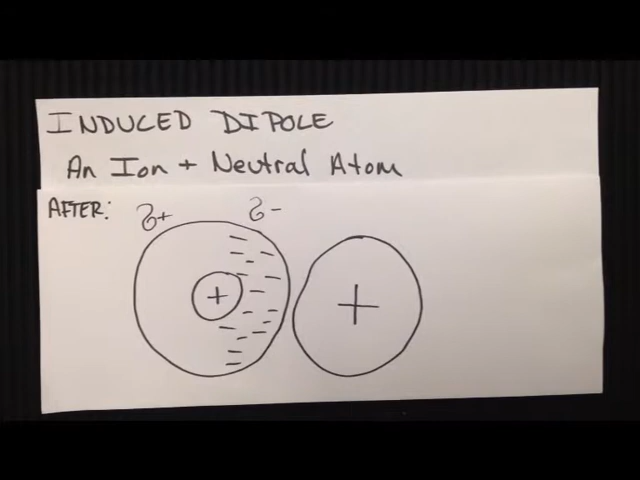 INDUCED DIPOLE
An Ion + Neutral Atom
AFTER: δ+ δ-
+ +